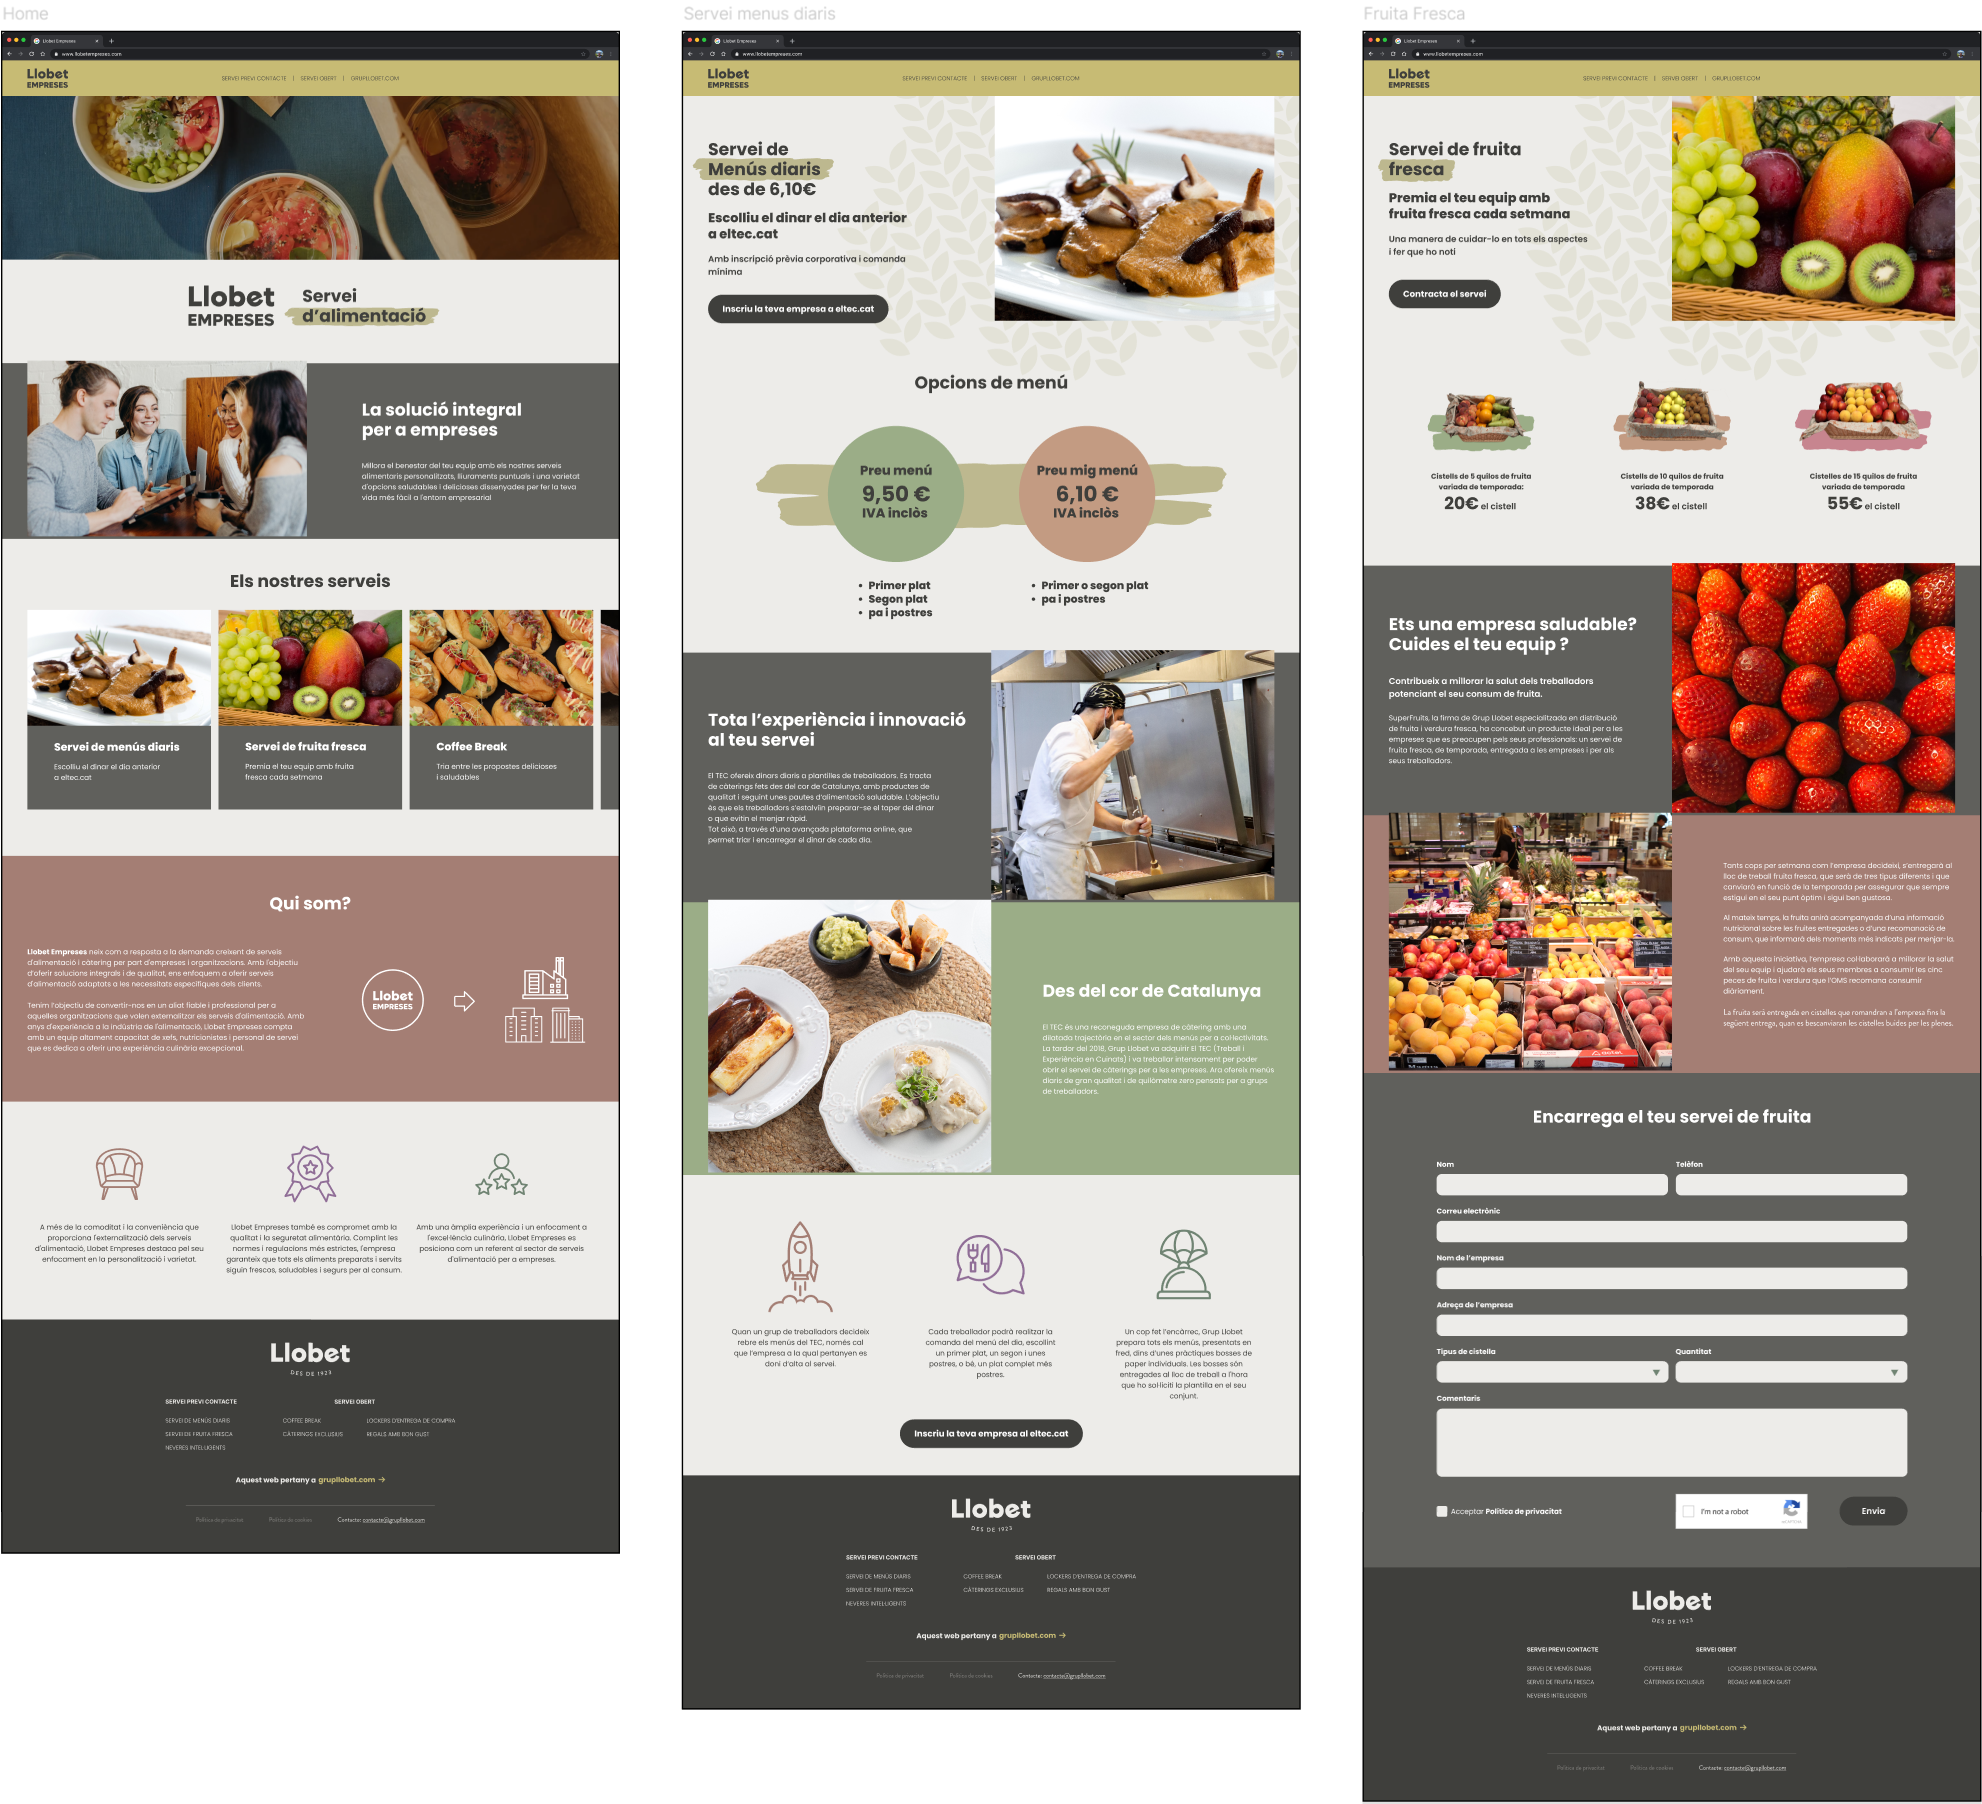 Home
Llobet Empreses
www.llobetempreses.com
Llobet
EMPRESES
SERVEI PREVI CONTACTE | SERVEI OBERT | GRUPLLOBET.COM
Llobet
EMPRESES
Servei
d'alimentació
La solució integral
per a empreses
Millora el benestar del teu equip amb els nostres serveis
alimentaris personalitzats, lliuraments puntuals i una varietat
d'opcions saludables i delicioses dissenyades per fer la teva
vida més fàcil a l'entorn empresarial
Els nostres serveis
Servei de menús diaris
Escolliu el dinar el dia anterior
a eltec.cat
Servei de fruita fresca
Premia el teu equip amb fruita
fresca cada setmana
Coffee Break
Tria entre les propostes delicioses
i saludables
Qui som?
Llobet Empreses neix com a resposta a la demanda creixent de serveis
d'alimentació i càtering per part d'empreses i organitzacions. Amb l'objectiu
d'oferir solucions integrals i de qualitat, ens enfoquem a oferir serveis
d'alimentació adaptats a les necessitats específiques dels clients.
Tenim l'objectiu de convertir-nos en un aliat fiable i professional per a
aquelles organitzacions que volen externalitzar els serveis d'alimentació. Amb
anys d'experiència a la indústria de l'alimentació, Llobet Empreses compta
amb un equip altament capacitat de xefs, nutricionistes i personal de servei
que es dedica a oferir una experiència culinària excepcional.
Llobet
EMPRESES
A més de la comoditat i la conveniència que
proporciona l'externalització dels serveis
d'alimentació, Llobet Empreses destaca pel seu
enfocament en la personalització i varietat.
Llobet Empreses també es compromet amb la
qualitat i la seguretat alimentària. Complint les
normes i regulacions més estrictes, l'empresa
garanteix que tots els aliments preparats i servits
siguin frescos, saludables i segurs per al consum.
Amb una àmplia experiència i un enfocament a
l'excel·lència culinària, Llobet Empreses es
posiciona com un referent al sector de serveis
d'alimentació per a empreses.
Llobet
DES DE 1923
SERVEI PREVI CONTACTE
SERVEI OBERT
SERVEI DE MENÚS DIARIS
COFFEE BREAK
LOCKERS D'ENTREGA DE COMPRA
SERVEI DE FRUITA FRESCA
CÀTERINGS EXCLUSIUS
REGALS AMB BON GUST
NEVERES INTEL·LIGENTS
Aquest web pertany a grupllobet.com →
Política de privacitat
Política de cookies
Contacte: contacte@grupllobet.com
Servei menus diaris
Llobet Empreses
www.llobetempreses.com
Llobet
EMPRESES
SERVEI PREVI CONTACTE | SERVEI OBERT | GRUPLLOBET.COM
Servei de
Menús diaris
des de 6,10€
Escolliu el dinar el dia anterior
a eltec.cat
Amb inscripció prèvia corporativa i comanda
mínima
Inscriu la teva empresa a eltec.cat
Opcions de menú
Preu menú
9,50 €
IVA inclòs
Preu mig menú
6,10 €
IVA inclòs
• Primer plat
• Segon plat
• pa i postres
• Primer o segon plat
• pa i postres
Tota l'experiència i innovació
al teu servei
El TEC ofereix dinars diaris a plantilles de treballadors. Es tracta
de càterings fets des del cor de Catalunya, amb productes de
qualitat i seguint unes pautes d'alimentació saludable. L'objectiu
és que els treballadors s'estalviïn preparar-se el taper del dinar
o que evitin el menjar ràpid.
Tot això, a través d'una avançada plataforma online, que
permet triar i encarregar el dinar de cada dia.
Des del cor de Catalunya
El TEC és una reconeguda empresa de càtering amb una
dilatada trajectòria en el sector dels menús per a col·lectivitats.
La tardor del 2018, Grup Llobet va adquirir El TEC (Treball i
Experiència en Cuinats) i va treballar intensament per poder
obrir el servei de càterings per a les empreses. Ara ofereix menús
diaris de gran qualitat i de quilòmetre zero pensats per a grups
de treballadors.
Quan un grup de treballadors decideix
rebre els menús del TEC, només cal
que l'empresa a la qual pertanyen es
doni d'alta al servei.
Cada treballador podrà realitzar la
comanda del menú del dia, escollint
un primer plat, un segon i unes
postres, o bé, un plat complet més
postres.
Un cop fet l'encàrrec, Grup Llobet
prepara tots els menús, presentats en
fred, dins d'unes pràctiques bosses de
paper individuals. Les bosses són
entregades al lloc de treball a l'hora
que ho sol·liciti la plantilla en el seu
conjunt.
Inscriu la teva empresa al eltec.cat
Llobet
DES DE 1923
SERVEI PREVI CONTACTE
SERVEI OBERT
SERVEI DE MENÚS DIARIS
COFFEE BREAK
LOCKERS D'ENTREGA DE COMPRA
SERVEI DE FRUITA FRESCA
CÀTERINGS EXCLUSIUS
REGALS AMB BON GUST
NEVERES INTEL·LIGENTS
Aquest web pertany a grupllobet.com →
Política de privacitat
Política de cookies
Contacte: contacte@grupllobet.com
Fruita Fresca
Llobet Empreses
www.llobetempreses.com
Llobet
EMPRESES
SERVEI PREVI CONTACTE | SERVEI OBERT | GRUPLLOBET.COM
Servei de fruita
fresca
Premia el teu equip amb
fruita fresca cada setmana
Una manera de cuidar-lo en tots els aspectes
i fer que ho noti
Contracta el servei
Cistells de 5 quilos de fruita
variada de temporada:
20€ el cistell
Cistells de 10 quilos de fruita
variada de temporada
38€ el cistell
Cistelles de 15 quilos de fruita
variada de temporada
55€ el cistell
Ets una empresa saludable?
Cuides el teu equip ?
Contribueix a millorar la salut dels treballadors
potenciant el seu consum de fruita.
SuperFruits, la firma de Grup Llobet especialitzada en distribució
de fruita i verdura fresca, ha concebut un producte ideal per a les
empreses que es preocupen pels seus professionals: un servei de
fruita fresca, de temporada, entregada a les empreses i per als
seus treballadors.
Tants cops per setmana com l'empresa decideixi, s'entregarà al
lloc de treball fruita fresca, que serà de tres tipus diferents i que
canviarà en funció de la temporada per assegurar que sempre
estigui en el seu punt òptim i sigui ben gustosa.
Al mateix temps, la fruita anirà acompanyada d'una informació
nutricional sobre les fruites entregades o d'una recomanació de
consum, que informarà dels moments més indicats per menjar-la.
Amb aquesta iniciativa, l'empresa col·laborarà a millorar la salut
del seu equip i ajudarà els seus membres a consumir les cinc
peces de fruita i verdura que l'OMS recomana consumir
diàriament.
La fruita serà entregada en cistelles que romandran a l'empresa fins la
següent entrega, quan es bescanviaran les cistelles buides per les plenes.
Encarrega el teu servei de fruita
Nom
Telèfon
Correu electrònic
Nom de l'empresa
Adreça de l'empresa
Tipus de cistella
Quantitat
Comentaris
Acceptar Política de privacitat
I'm not a robot
reCAPTCHA
Envia
Llobet
DES DE 1923
SERVEI PREVI CONTACTE
SERVEI OBERT
SERVEI DE MENÚS DIARIS
COFFEE BREAK
LOCKERS D'ENTREGA DE COMPRA
SERVEI DE FRUITA FRESCA
CÀTERINGS EXCLUSIUS
REGALS AMB BON GUST
NEVERES INTEL·LIGENTS
Aquest web pertany a grupllobet.com →
Política de privacitat
Política de cookies
Contacte: contacte@grupllobet.com